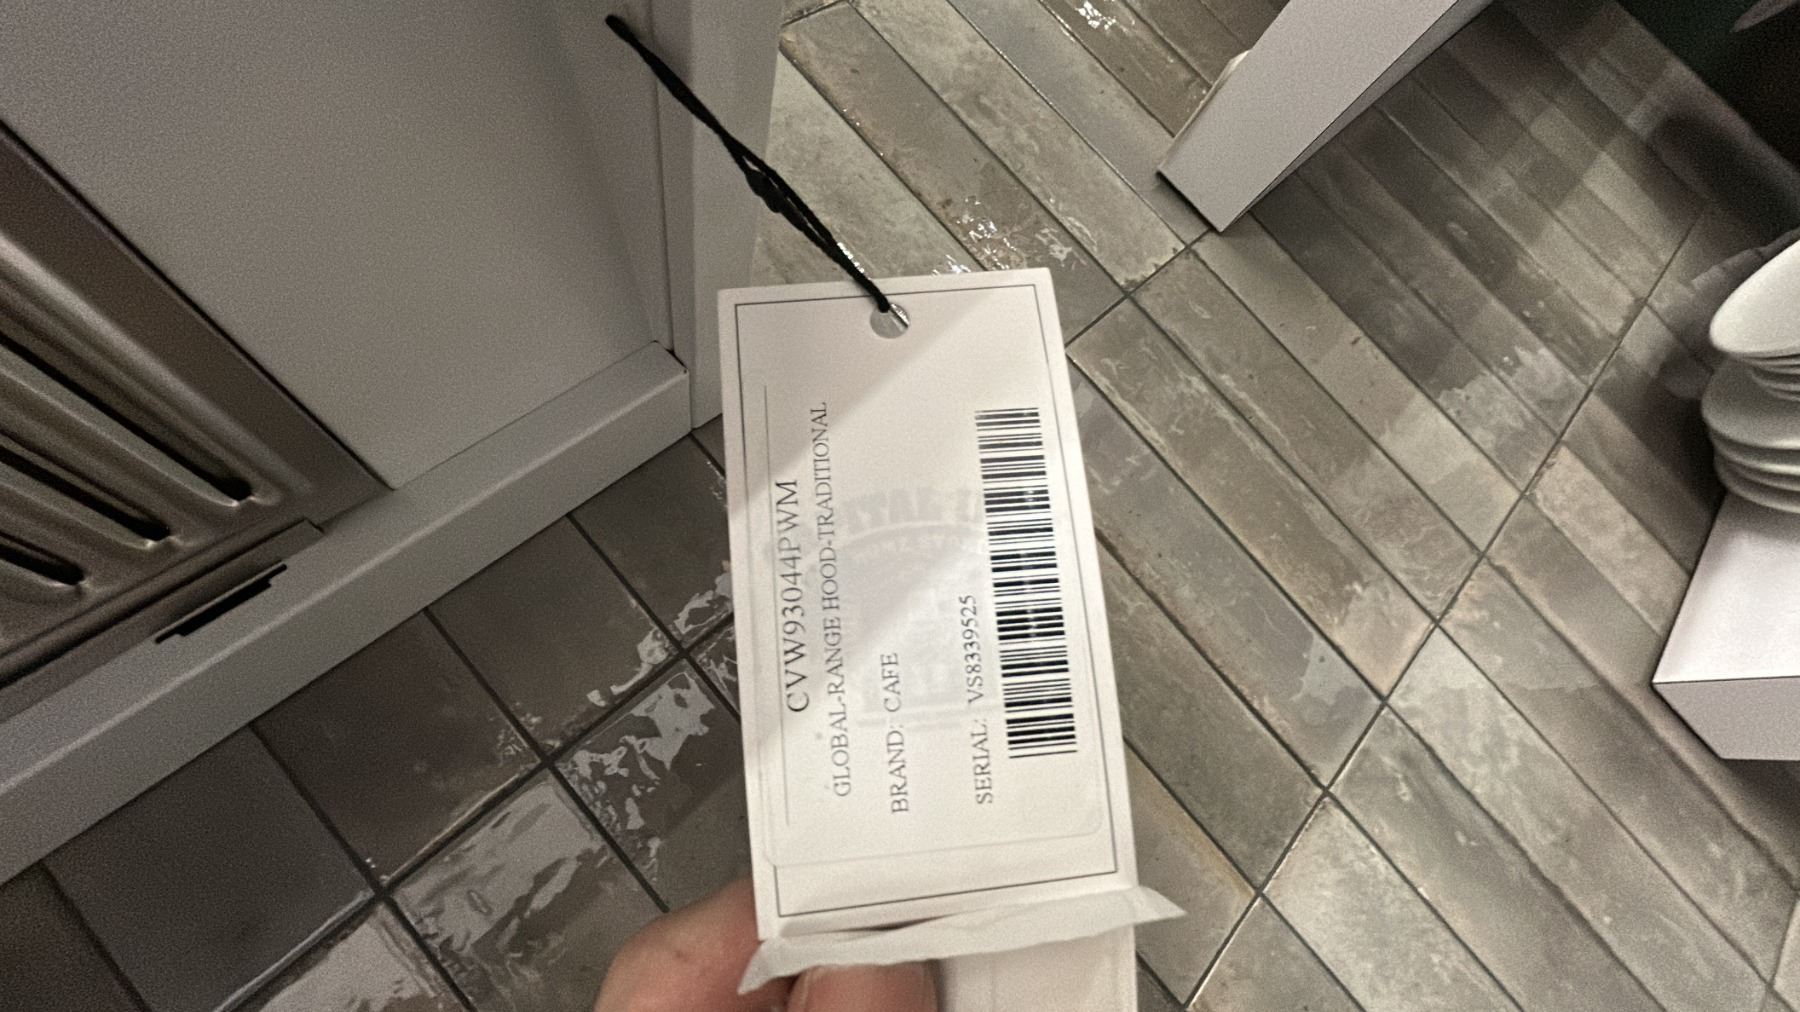 CVW93044PWM
GLOBAL-RANGE HOOD-TRADITIONAL
BRAND: CAFE
SERIAL: VS8339525